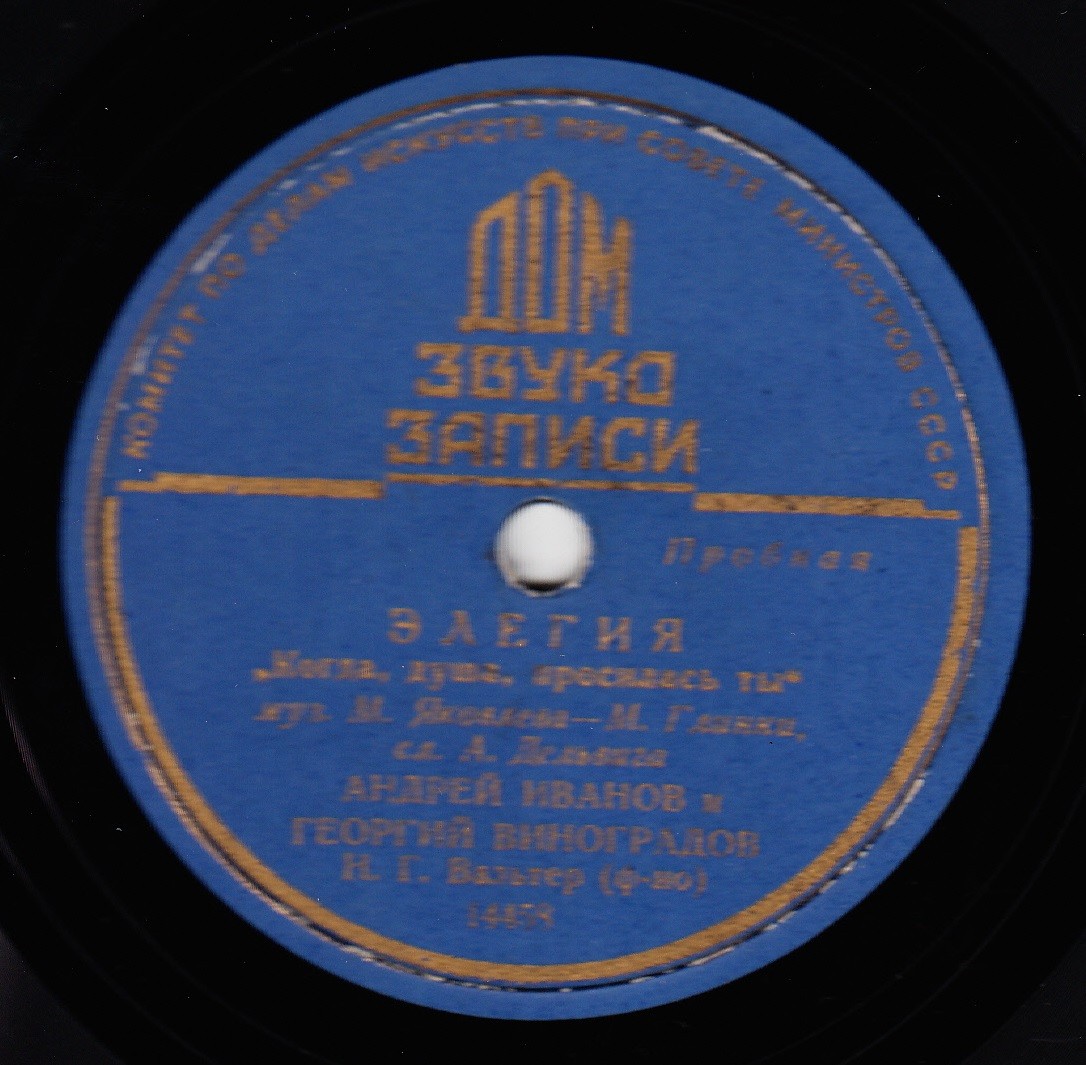 КОМИТЕТ ПО ДЕЛАМ ИСКУССТВ ПРИ СОВЕТЕ МИНИСТРОВ СССР
ДОМ
ЗВУКО
ЗАПИСИ
Пробная
ЭЛЕГИЯ
„Когда, душа, просилась ты“
муз. М. Яковлева—М. Глинки,
сл. А. Дельвига
АНДРЕЙ ИВАНОВ и
ГЕОРГИЙ ВИНОГРАДОВ
Н. Г. Вальтер (ф-но)